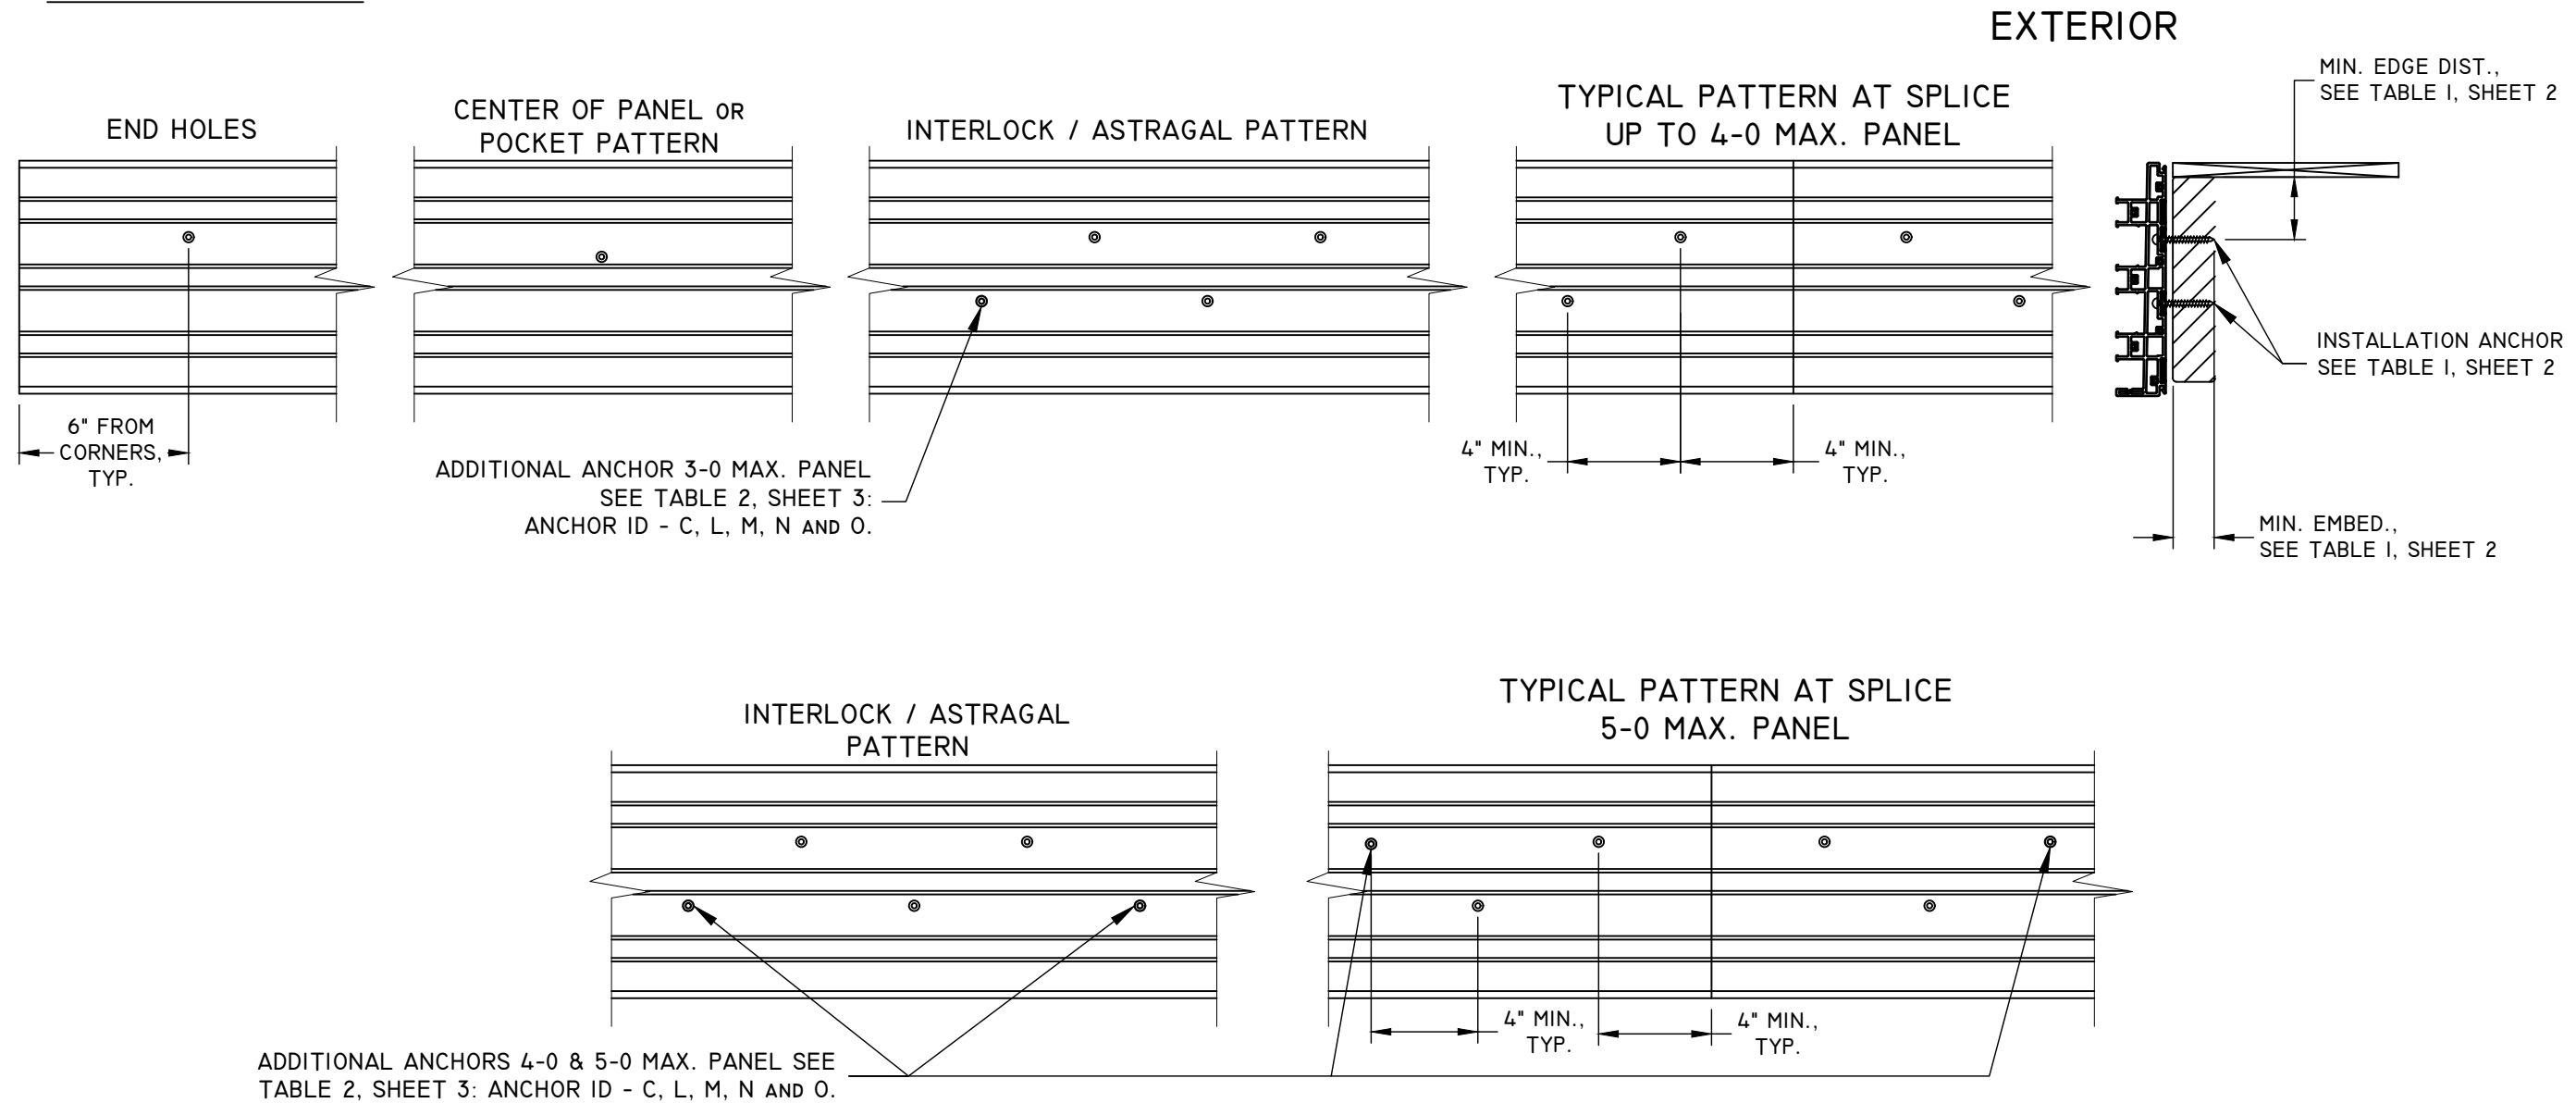 EXTERIOR
MIN. EDGE DIST.,
SEE TABLE 1, SHEET 2
END HOLES
CENTER OF PANEL OR
POCKET PATTERN
INTERLOCK / ASTRAGAL PATTERN
TYPICAL PATTERN AT SPLICE
UP TO 4-0 MAX. PANEL
INSTALLATION ANCHOR
SEE TABLE 1, SHEET 2
6" FROM
CORNERS,
TYP.
ADDITIONAL ANCHOR 3-0 MAX. PANEL
SEE TABLE 2, SHEET 3:
ANCHOR ID - C, L, M, N AND O.
4" MIN.,
TYP.
4" MIN.,
TYP.
MIN. EMBED.,
SEE TABLE 1, SHEET 2
INTERLOCK / ASTRAGAL
PATTERN
TYPICAL PATTERN AT SPLICE
5-0 MAX. PANEL
4" MIN.,
TYP.
4" MIN.,
TYP.
ADDITIONAL ANCHORS 4-0 & 5-0 MAX. PANEL SEE
TABLE 2, SHEET 3: ANCHOR ID - C, L, M, N AND O.